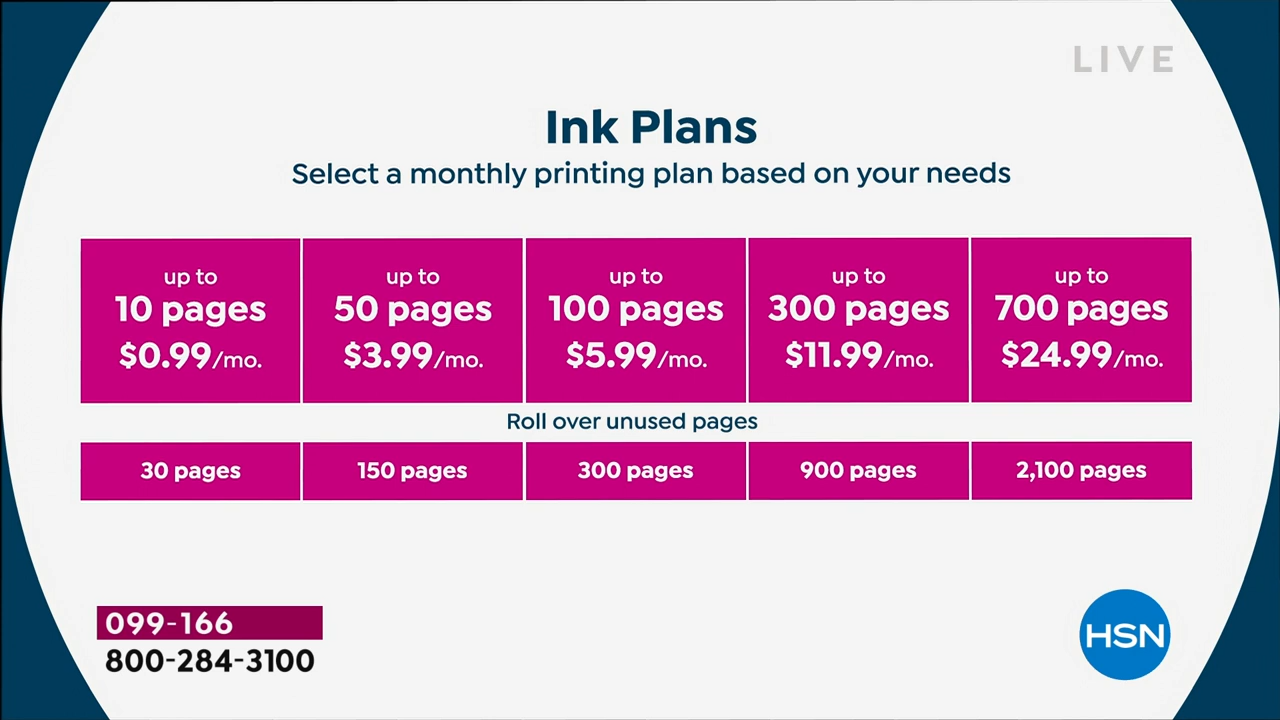 LIVE
Ink Plans
Select a monthly printing plan based on your needs
up to
10 pages
$0.99/mo.
up to
50 pages
$3.99/mo.
up to
100 pages
$5.99/mo.
up to
300 pages
$11.99/mo.
up to
700 pages
$24.99/mo.
Roll over unused pages
30 pages
150 pages
300 pages
900 pages
2,100 pages
099-166
800-284-3100
HSN